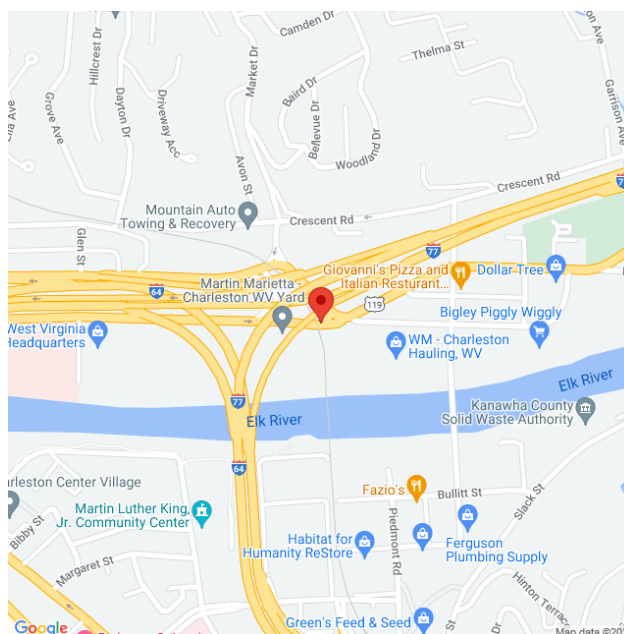 Camden Dr
Thelma St
Hillcrest Dr
Market Dr
Garrison Ave
Ella Ave
Grove Ave
Dayton Dr
Driveway Acc
Baird Dr
Bellevue Dr
Woodland Dr
Avon St
Crescent Rd
Mountain Auto
Towing & Recovery
Crescent Rd
77
77
Glen St
64
Martin Marietta -
Charleston WV Yard
Giovanni's Pizza and
Italian Resturant...
Dollar Tree
119
Bigley Piggly Wiggly
West Virginia
Headquarters
WM - Charleston
Hauling, WV
Elk River
77
Elk River
Kanawha County
Solid Waste Authority
64
arleston Center Village
Fazio's
Bullitt St
Slack St
Martin Luther King,
Jr. Community Center
Bibby St
Margaret St
Habitat for
Humanity ReStore
Piedmont Rd
Ferguson
Plumbing Supply
Hinton Terrace
Green's Feed & Seed
Google
Map data ©20